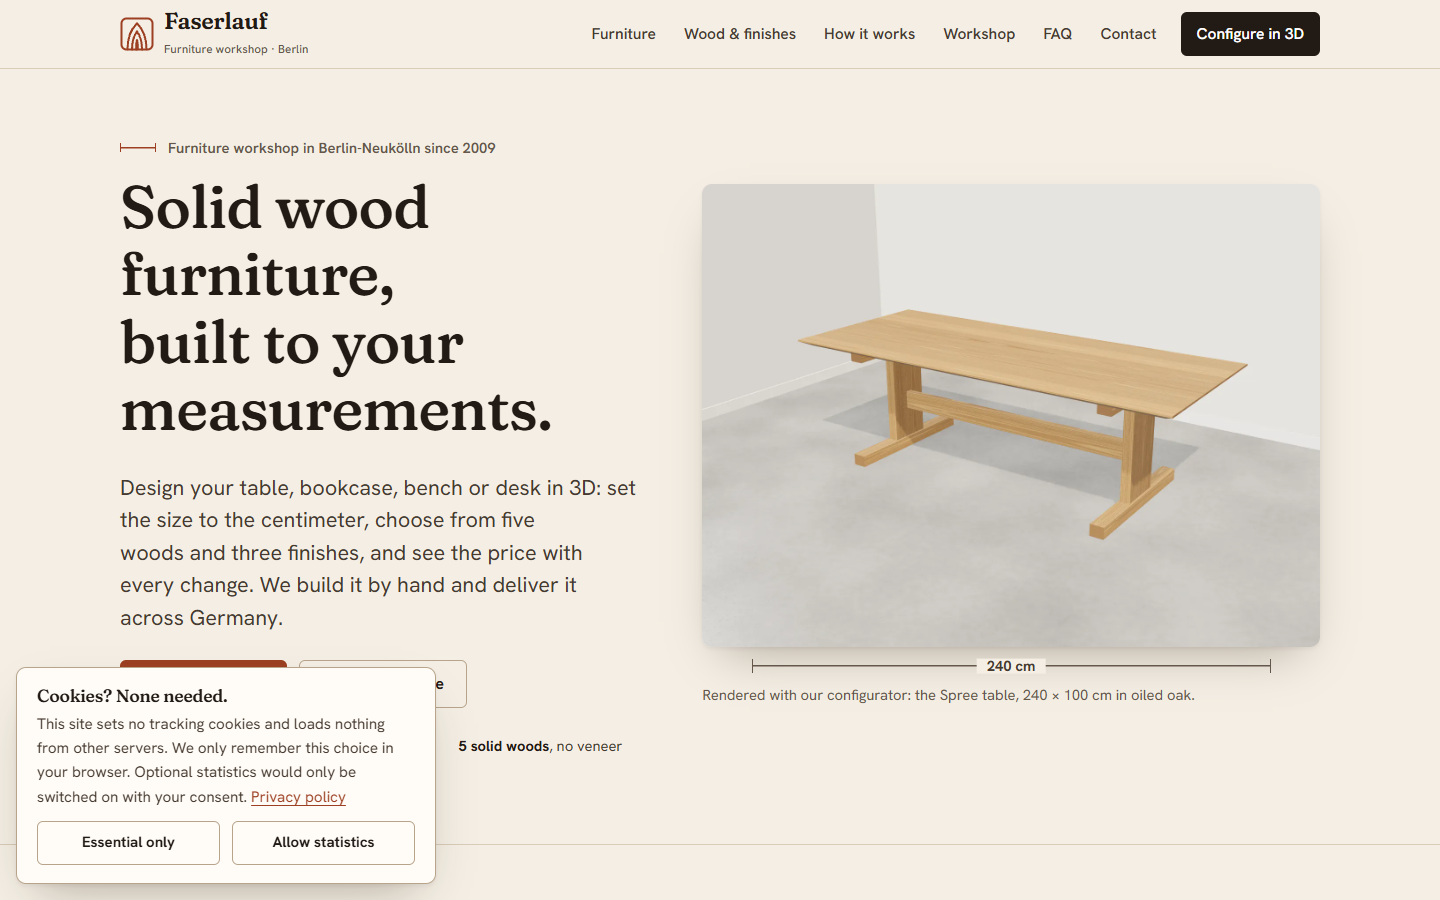 Faserlauf
Furniture workshop · Berlin
Furniture
Wood & finishes
How it works
Workshop
FAQ
Contact
Configure in 3D
Furniture workshop in Berlin-Neukölln since 2009
Solid wood
furniture,
built to your
measurements.
Design your table, bookcase, bench or desk in 3D: set
the size to the centimeter, choose from five
woods and three finishes, and see the price with
every change. We build it by hand and deliver it
across Germany.
5 solid woods, no veneer
240 cm
Rendered with our configurator: the Spree table, 240 × 100 cm in oiled oak.
Cookies? None needed.
This site sets no tracking cookies and loads nothing
from other servers. We only remember this choice in
your browser. Optional statistics would only be
switched on with your consent. Privacy policy
Essential only
Allow statistics